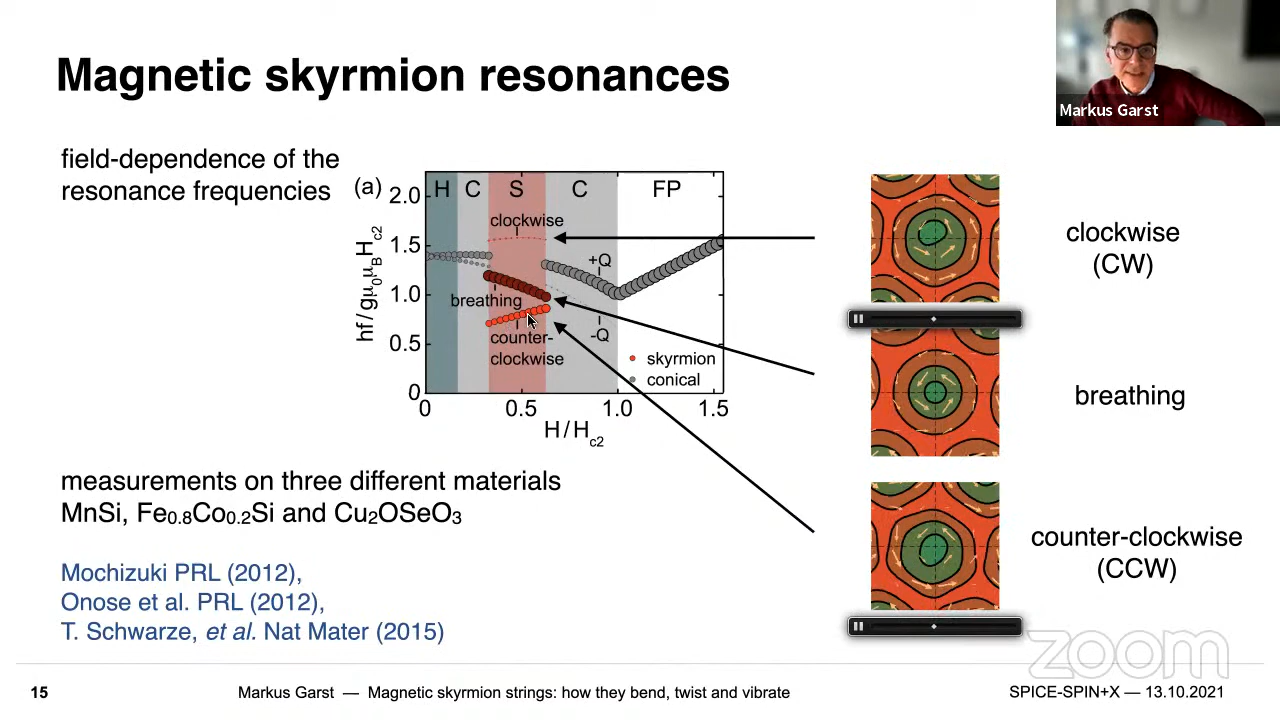 Magnetic skyrmion resonances
Markus Garst
field-dependence of the
resonance frequencies
(a)
H C S C FP
2.0
1.5
1.0
0.5
0
hf/gμ₀μ_BH_c2
clockwise
+Q
breathing
-Q
counter-
clockwise
skyrmion
conical
0 0.5 1.0 1.5
H/H_c2
clockwise
(CW)
breathing
counter-clockwise
(CCW)
measurements on three different materials
MnSi, Fe₀.₈Co₀.₂Si and Cu₂OSeO₃
Mochizuki PRL (2012),
Onose et al. PRL (2012),
T. Schwarze, et al. Nat Mater (2015)
zoom
15
Markus Garst — Magnetic skyrmion strings: how they bend, twist and vibrate
SPICE-SPIN+X — 13.10.2021